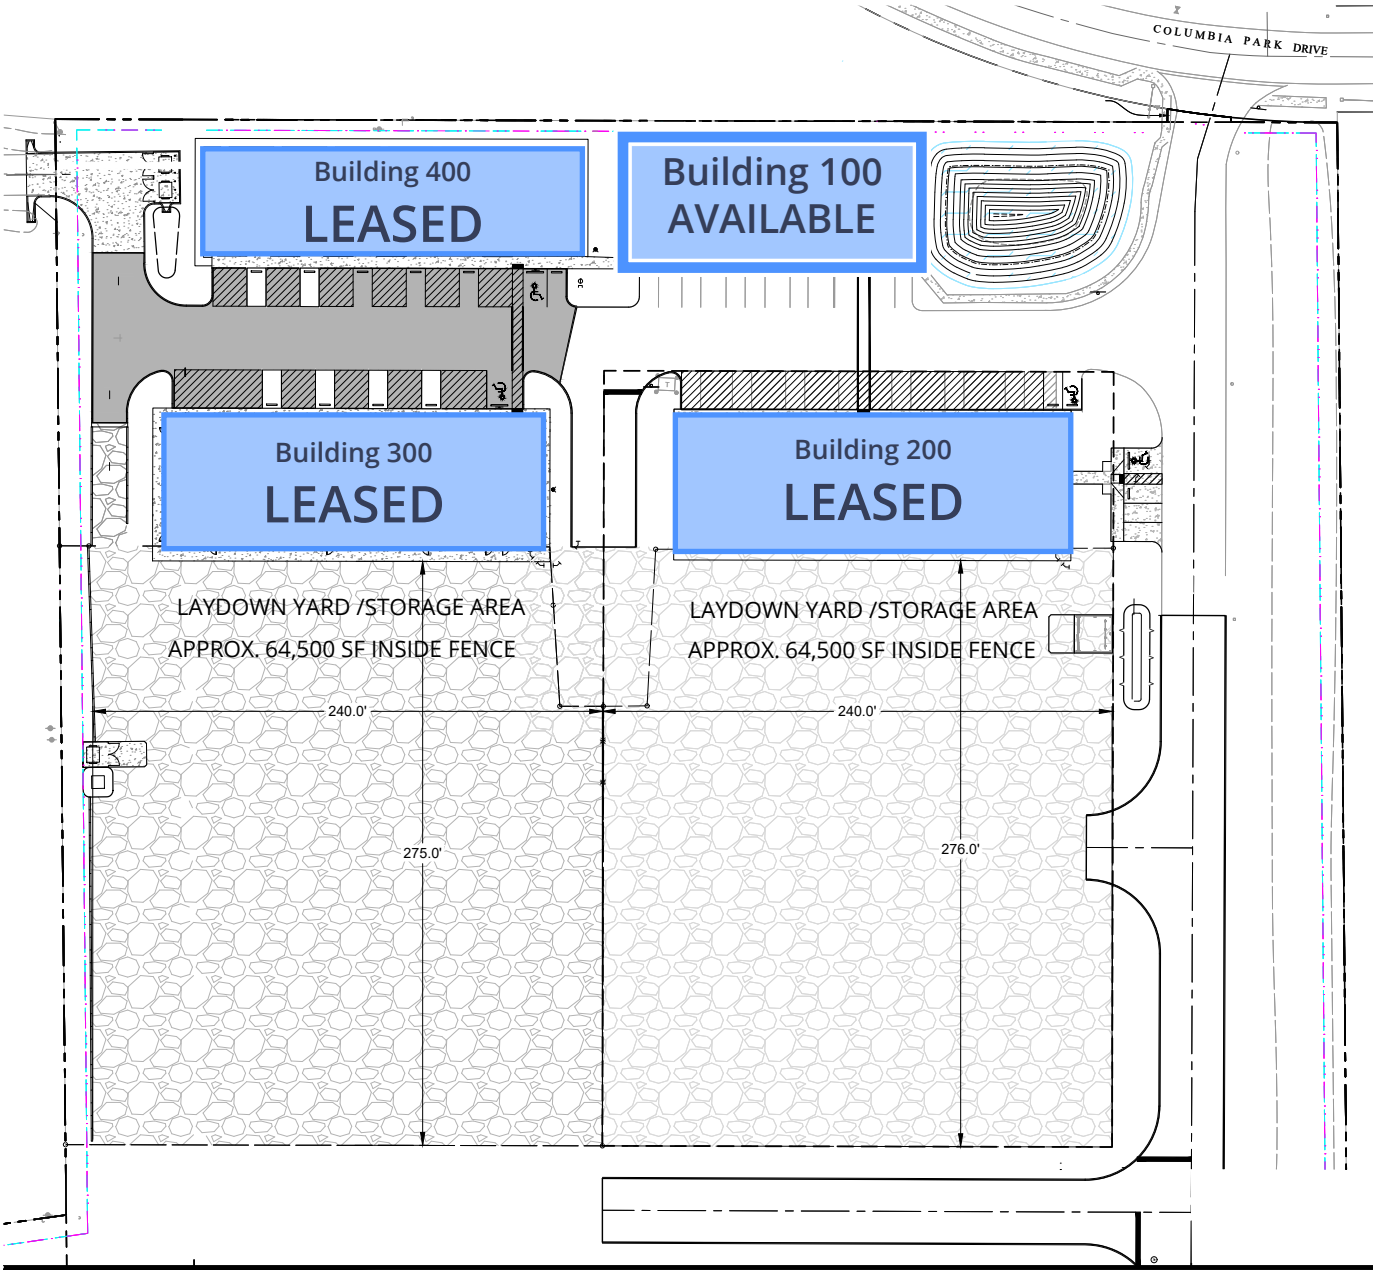 COLUMBIA PARK DRIVE
Building 400
LEASED
Building 100
AVAILABLE
Building 300
LEASED
Building 200
LEASED
LAYDOWN YARD /STORAGE AREA
APPROX. 64,500 SF INSIDE FENCE
LAYDOWN YARD /STORAGE AREA
APPROX. 64,500 SF INSIDE FENCE
240.0'
240.0'
275.0'
276.0'
T